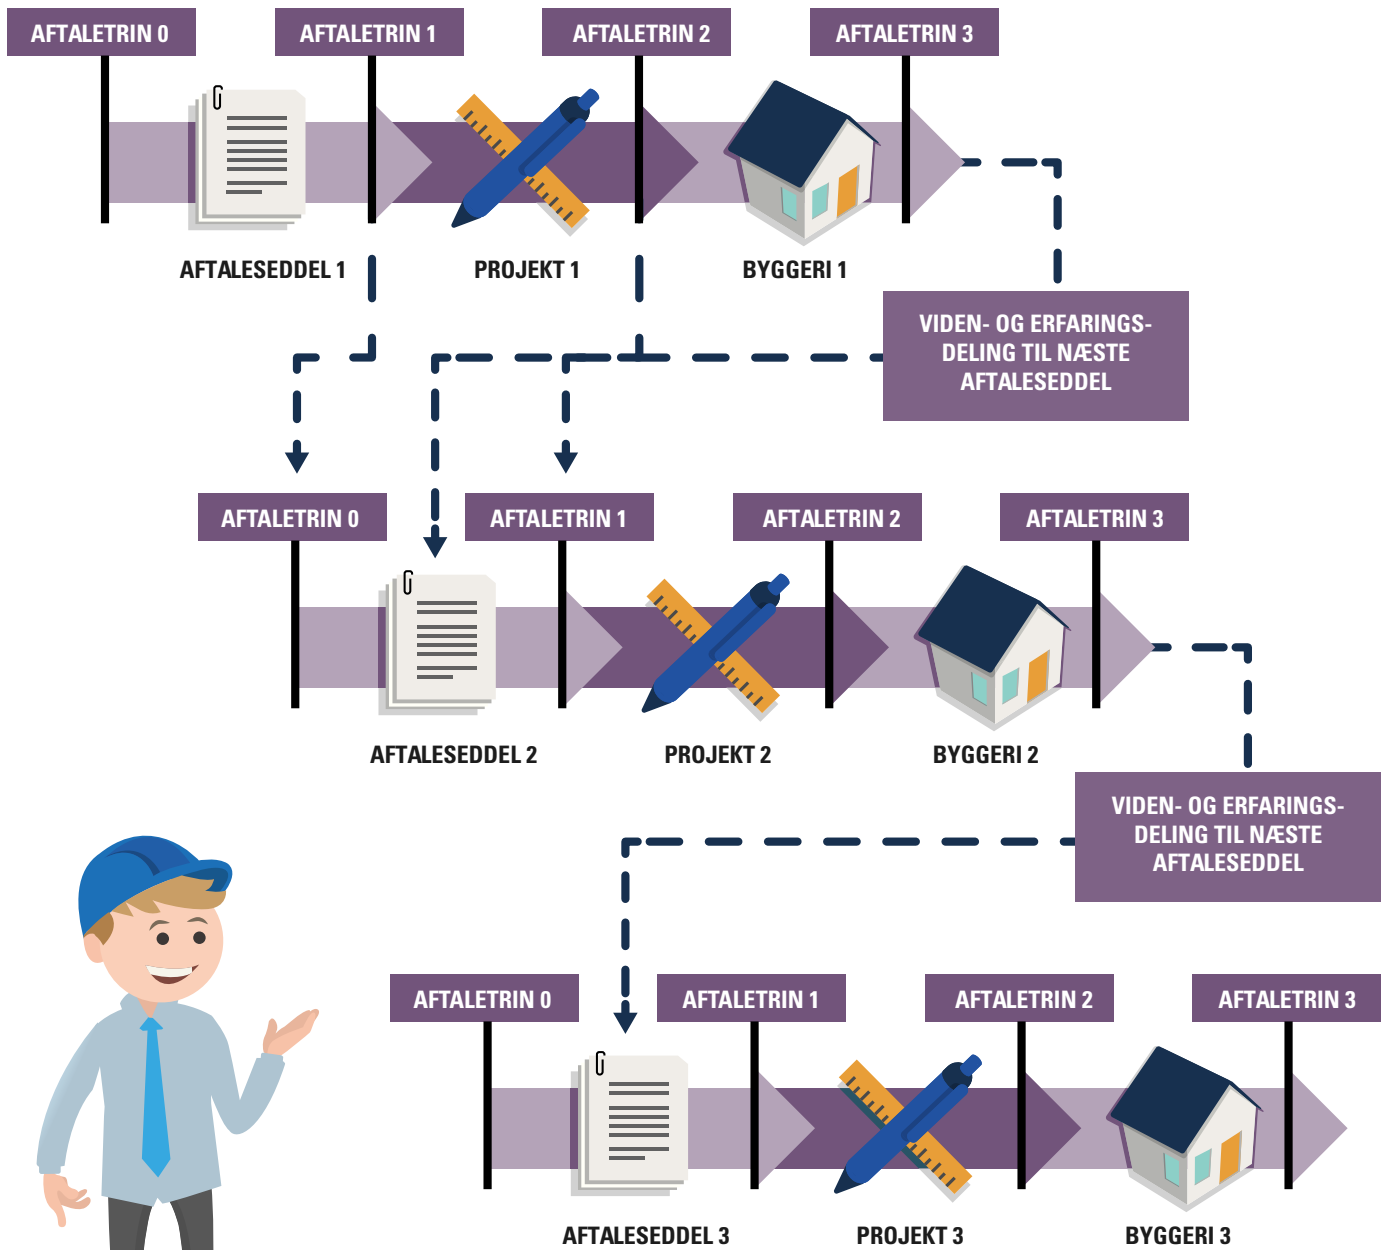 AFTALETRIN 0
AFTALETRIN 1
AFTALETRIN 2
AFTALETRIN 3
AFTALESEDDEL 1
PROJEKT 1
BYGGERI 1
VIDEN- OG ERFARINGS-
DELING TIL NÆSTE
AFTALESEDDEL
AFTALETRIN 0
AFTALETRIN 1
AFTALETRIN 2
AFTALETRIN 3
AFTALESEDDEL 2
PROJEKT 2
BYGGERI 2
VIDEN- OG ERFARINGS-
DELING TIL NÆSTE
AFTALESEDDEL
AFTALETRIN 0
AFTALETRIN 1
AFTALETRIN 2
AFTALETRIN 3
AFTALESEDDEL 3
PROJEKT 3
BYGGERI 3